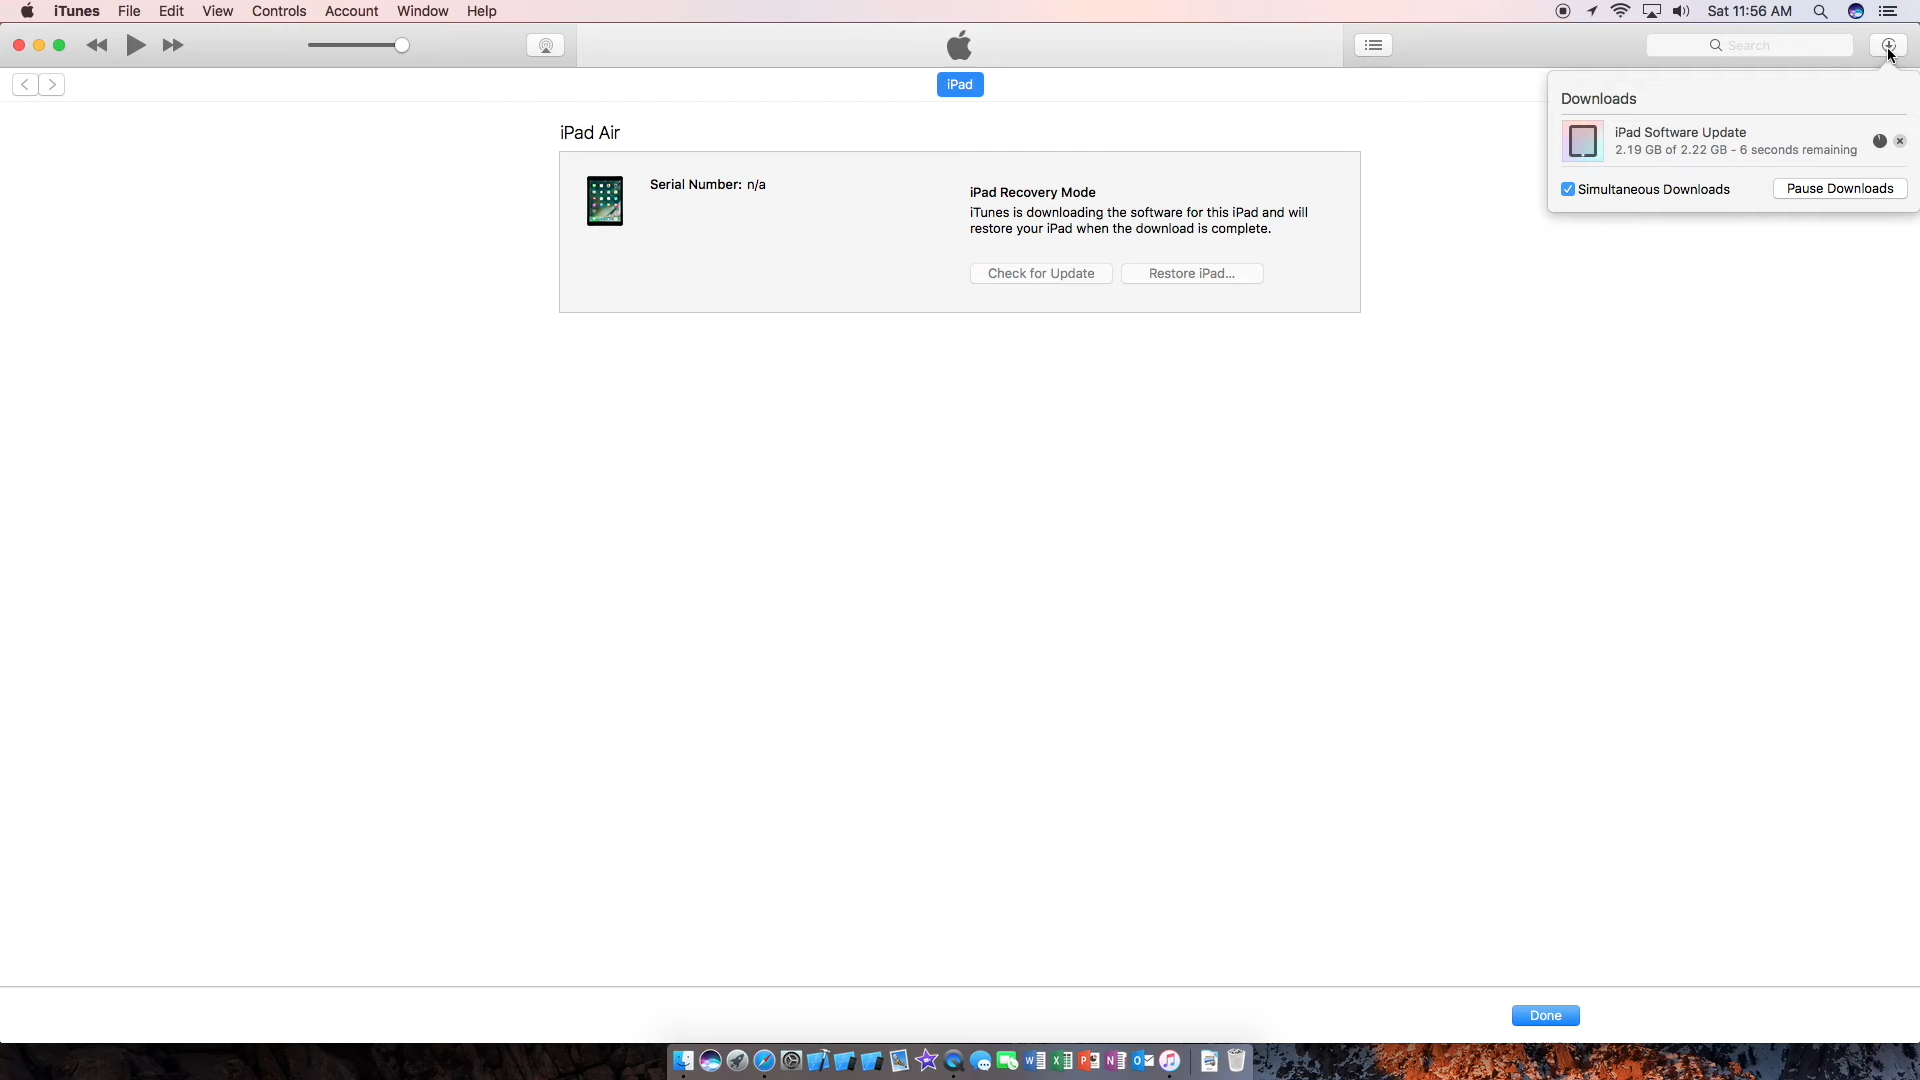 iTunes File Edit View Controls Account Window Help Sat 11:56 AM
Search
iPad
Downloads
iPad Software Update
2.19 GB of 2.22 GB - 6 seconds remaining
Simultaneous Downloads Pause Downloads
iPad Air
Serial Number: n/a
iPad Recovery Mode
iTunes is downloading the software for this iPad and will
restore your iPad when the download is complete.
Check for Update Restore iPad...
Done